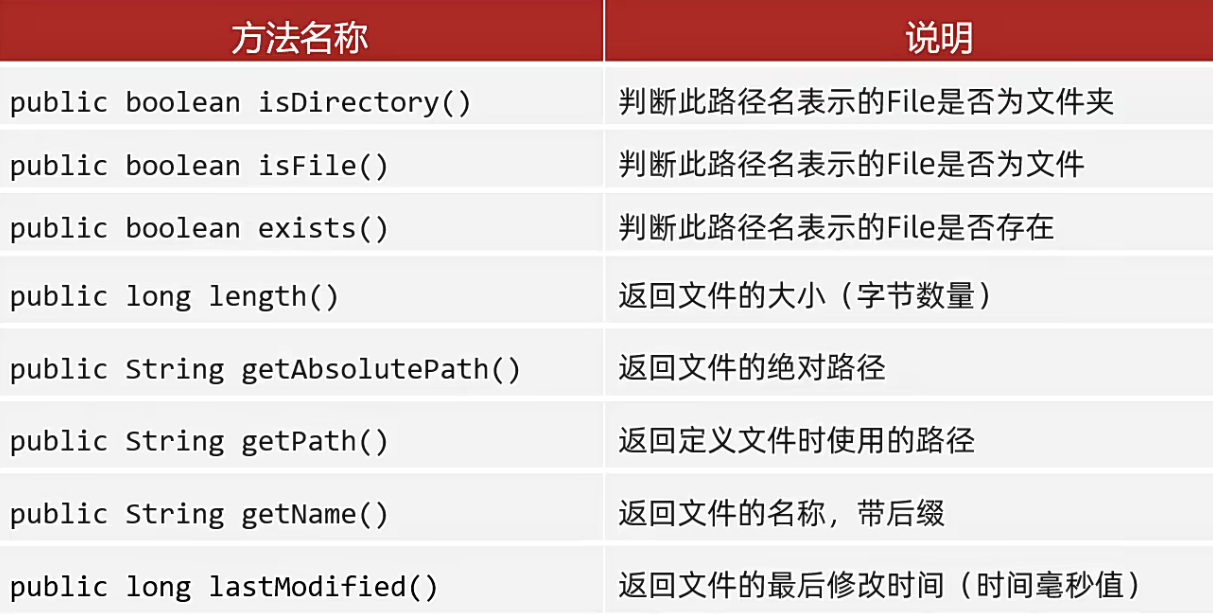 方法名称 说明
public boolean isDirectory() 判断此路径名表示的File是否为文件夹
public boolean isFile() 判断此路径名表示的File是否为文件
public boolean exists() 判断此路径名表示的File是否存在
public long length() 返回文件的大小（字节数量）
public String getAbsolutePath() 返回文件的绝对路径
public String getPath() 返回定义文件时使用的路径
public String getName() 返回文件的名称，带后缀
public long lastModified() 返回文件的最后修改时间（时间毫秒值）